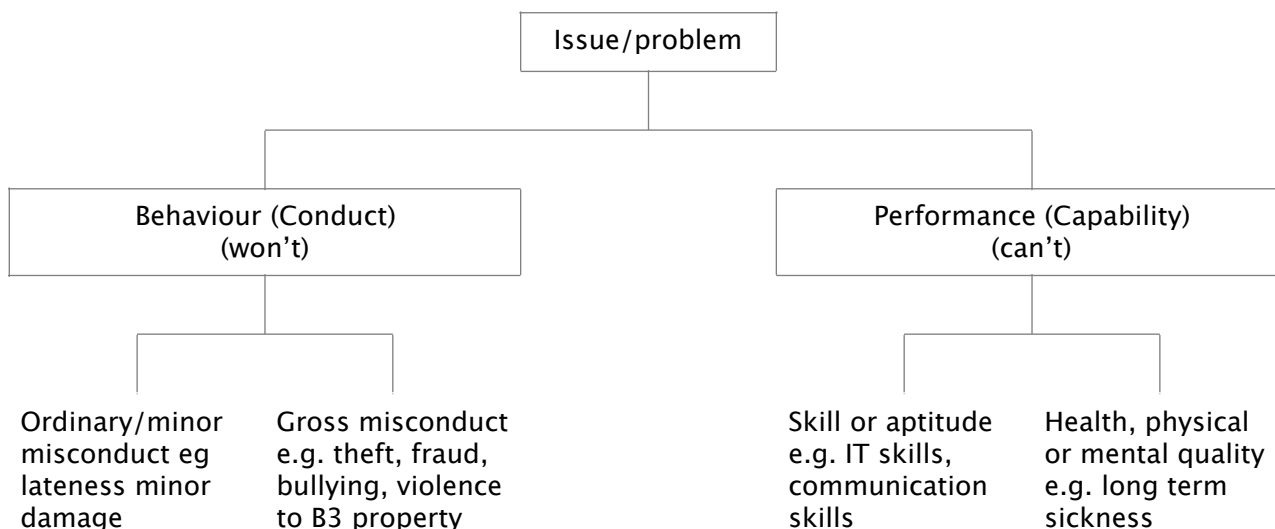 Issue/problem
Behaviour (Conduct)
(won't)
Performance (Capability)
(can't)
Ordinary/minor
misconduct eg
lateness minor
damage
Gross misconduct
e.g. theft, fraud,
bullying, violence
to B3 property
Skill or aptitude
e.g. IT skills,
communication
skills
Health, physical
or mental quality
e.g. long term
sickness